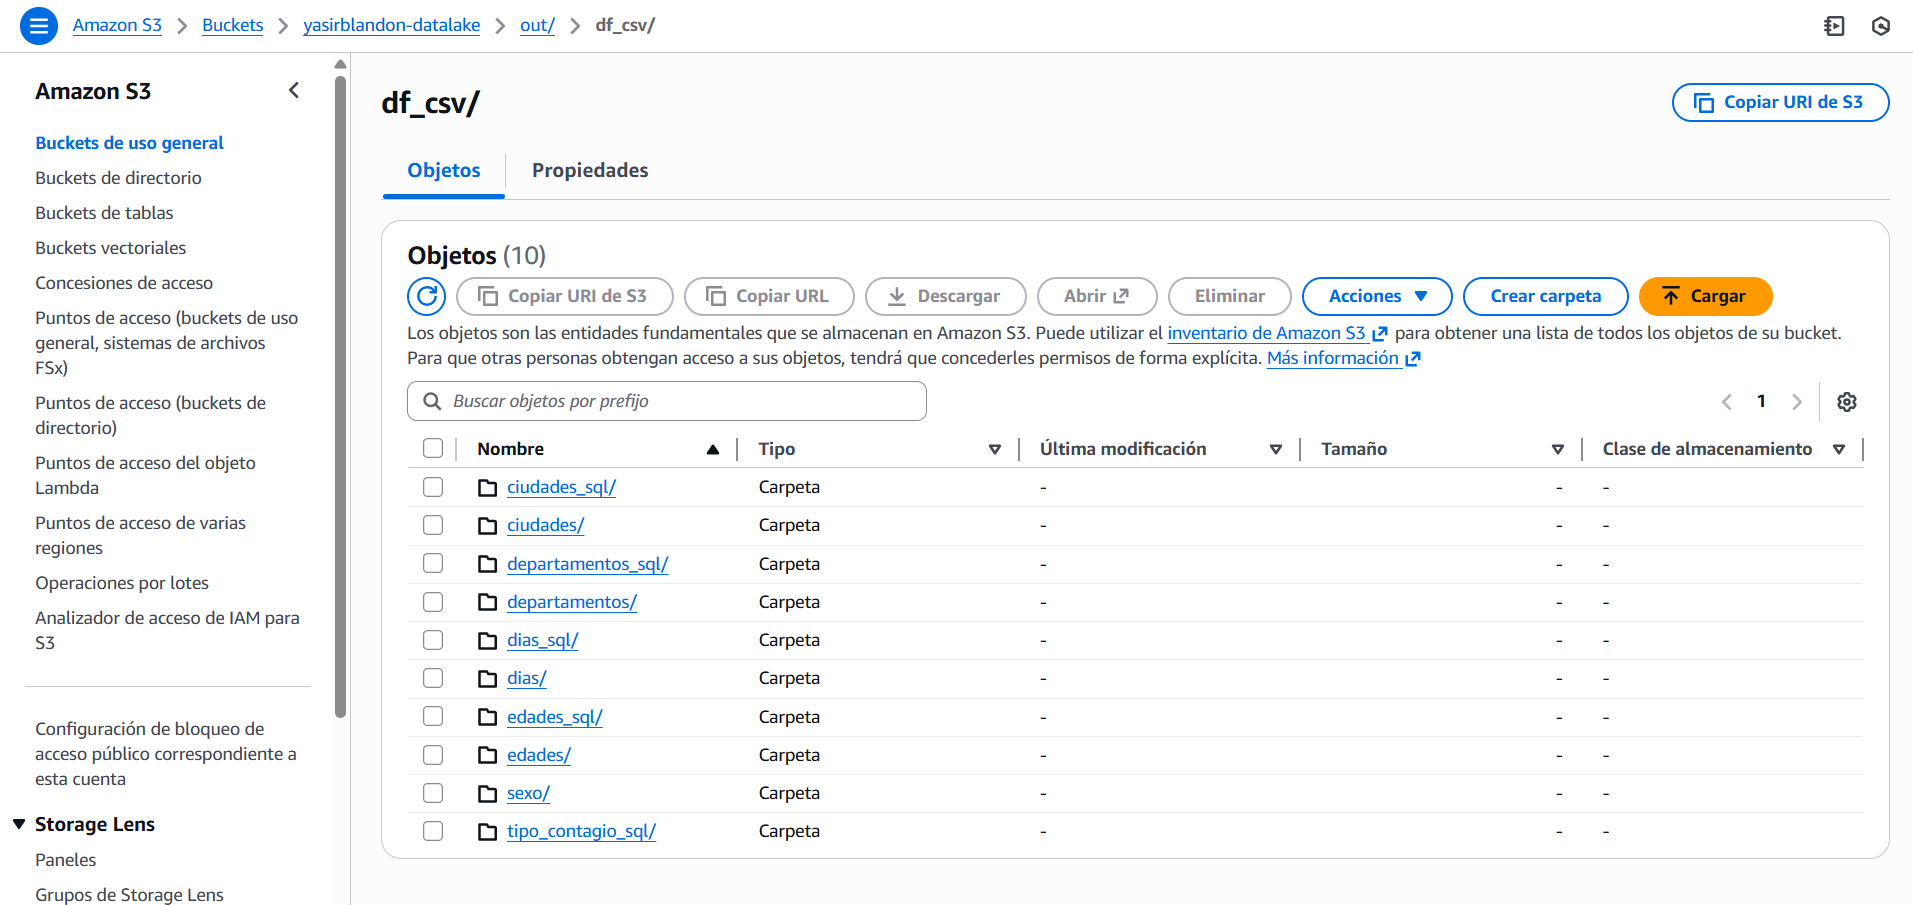 Amazon S3 > Buckets > yasirblandon-datalake > out/ > df_csv/
Amazon S3
Buckets de uso general
Buckets de directorio
Buckets de tablas
Buckets vectoriales
Concesiones de acceso
Puntos de acceso (buckets de uso
general, sistemas de archivos
FSx)
Puntos de acceso (buckets de
directorio)
Puntos de acceso del objeto
Lambda
Puntos de acceso de varias
regiones
Operaciones por lotes
Analizador de acceso de IAM para
S3
Configuración de bloqueo de
acceso público correspondiente a
esta cuenta
Storage Lens
Paneles
Grupos de Storage Lens
df_csv/
Copiar URI de S3
Objetos Propiedades
Objetos (10)
Copiar URI de S3 Copiar URL Descargar Abrir Eliminar Acciones Crear carpeta Cargar
Los objetos son las entidades fundamentales que se almacenan en Amazon S3. Puede utilizar el inventario de Amazon S3 para obtener una lista de todos los objetos de su bucket.
Para que otras personas obtengan acceso a sus objetos, tendrá que concederles permisos de forma explícita. Más información
Buscar objetos por prefijo
1
Nombre Tipo Última modificación Tamaño Clase de almacenamiento
ciudades_sql/ Carpeta - - -
ciudades/ Carpeta - - -
departamentos_sql/ Carpeta - - -
departamentos/ Carpeta - - -
dias_sql/ Carpeta - - -
dias/ Carpeta - - -
edades_sql/ Carpeta - - -
edades/ Carpeta - - -
sexo/ Carpeta - - -
tipo_contagio_sql/ Carpeta - - -